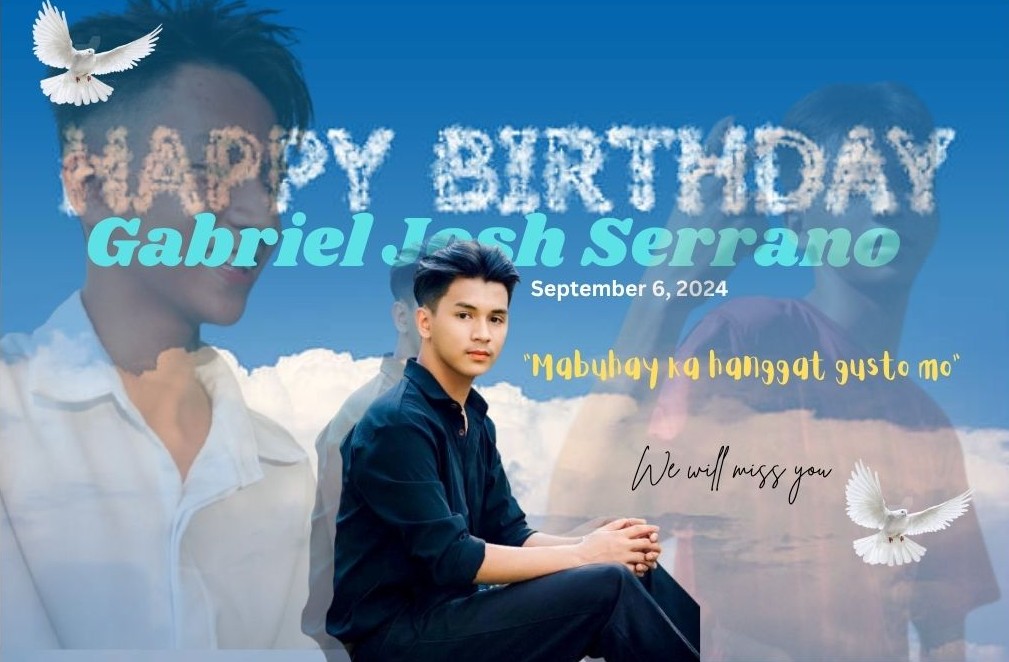 HAPPY BIRTHDAY
Gabriel Josh Serrano
September 6, 2024
"Mabuhay ka hanggat gusto mo"
We will miss you